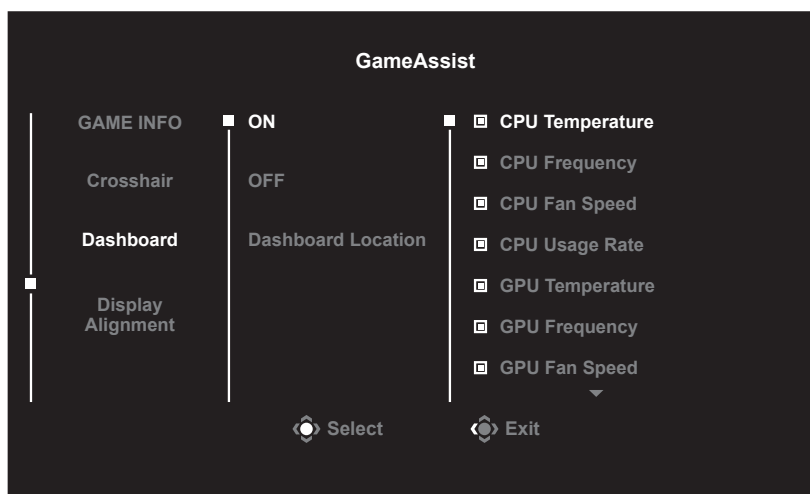 GameAssist
GAME INFO
Crosshair
Dashboard
Display
Alignment
ON
OFF
Dashboard Location
CPU Temperature
CPU Frequency
CPU Fan Speed
CPU Usage Rate
GPU Temperature
GPU Frequency
GPU Fan Speed
Select
Exit